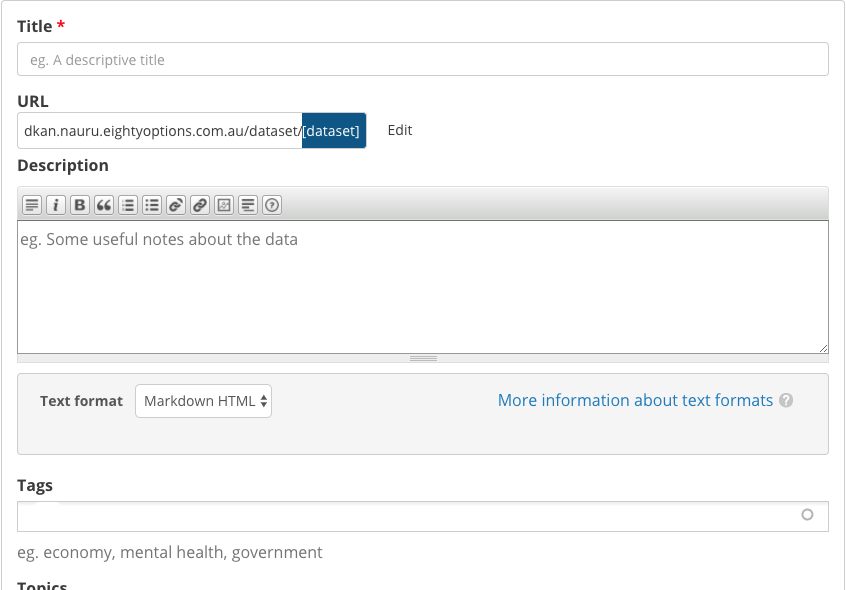 Title *
eg. A descriptive title
URL
dkan.nauru.eightyoptions.com.au/dataset/[dataset] Edit
Description
eg. Some useful notes about the data
Text format Markdown HTML More information about text formats ?
Tags
eg. economy, mental health, government
Topics